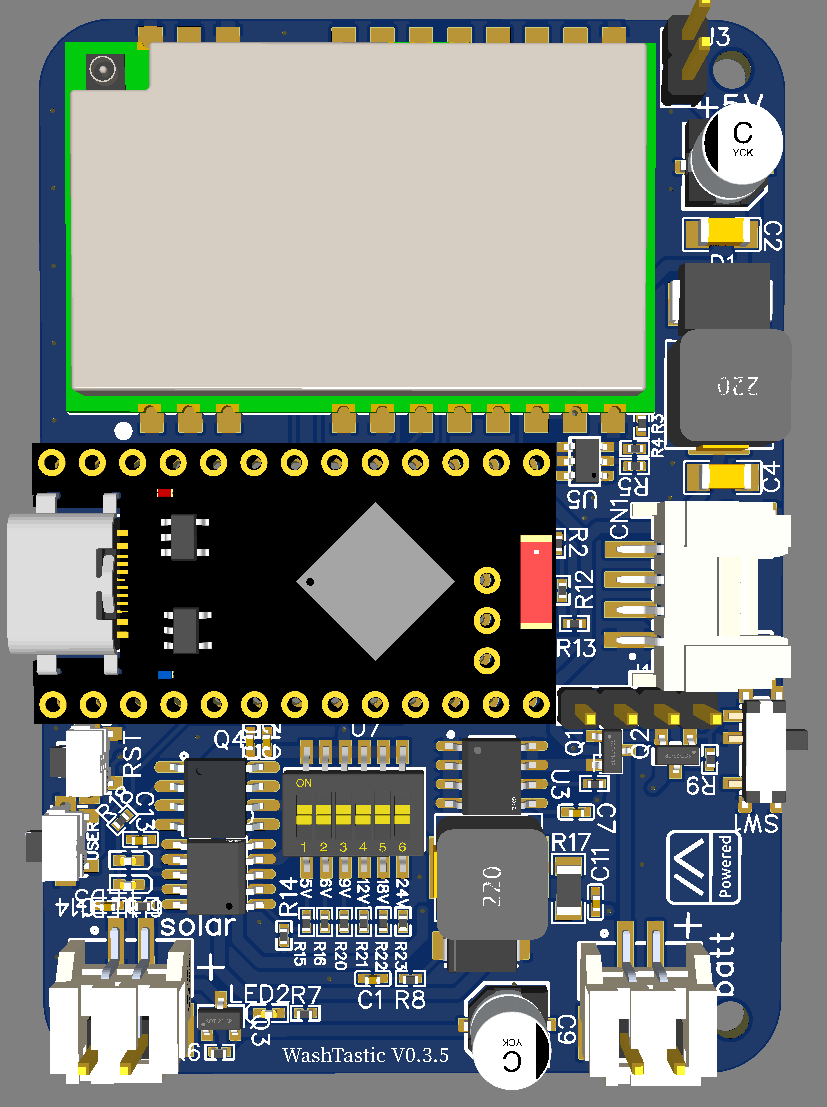 J3
+5V
C
YCK
C2
D1
220
R3
R4
C4
R5
U5
CN1
R2
R12
R13
Q4
U7
Q1
Q2
RST
ON
U3
R9
R18
C13
USER
1 2 3 4 5 6
C7
SW1
5V 6V 9V 12V 18V 24V
R17
C11
Powered
220
R14
solar
R15 R16 R20 R21 R22 R23
+
+
batt
C1 R8
LED2 R7
Q3
C9
WashTastic V0.3.5
YCK
C